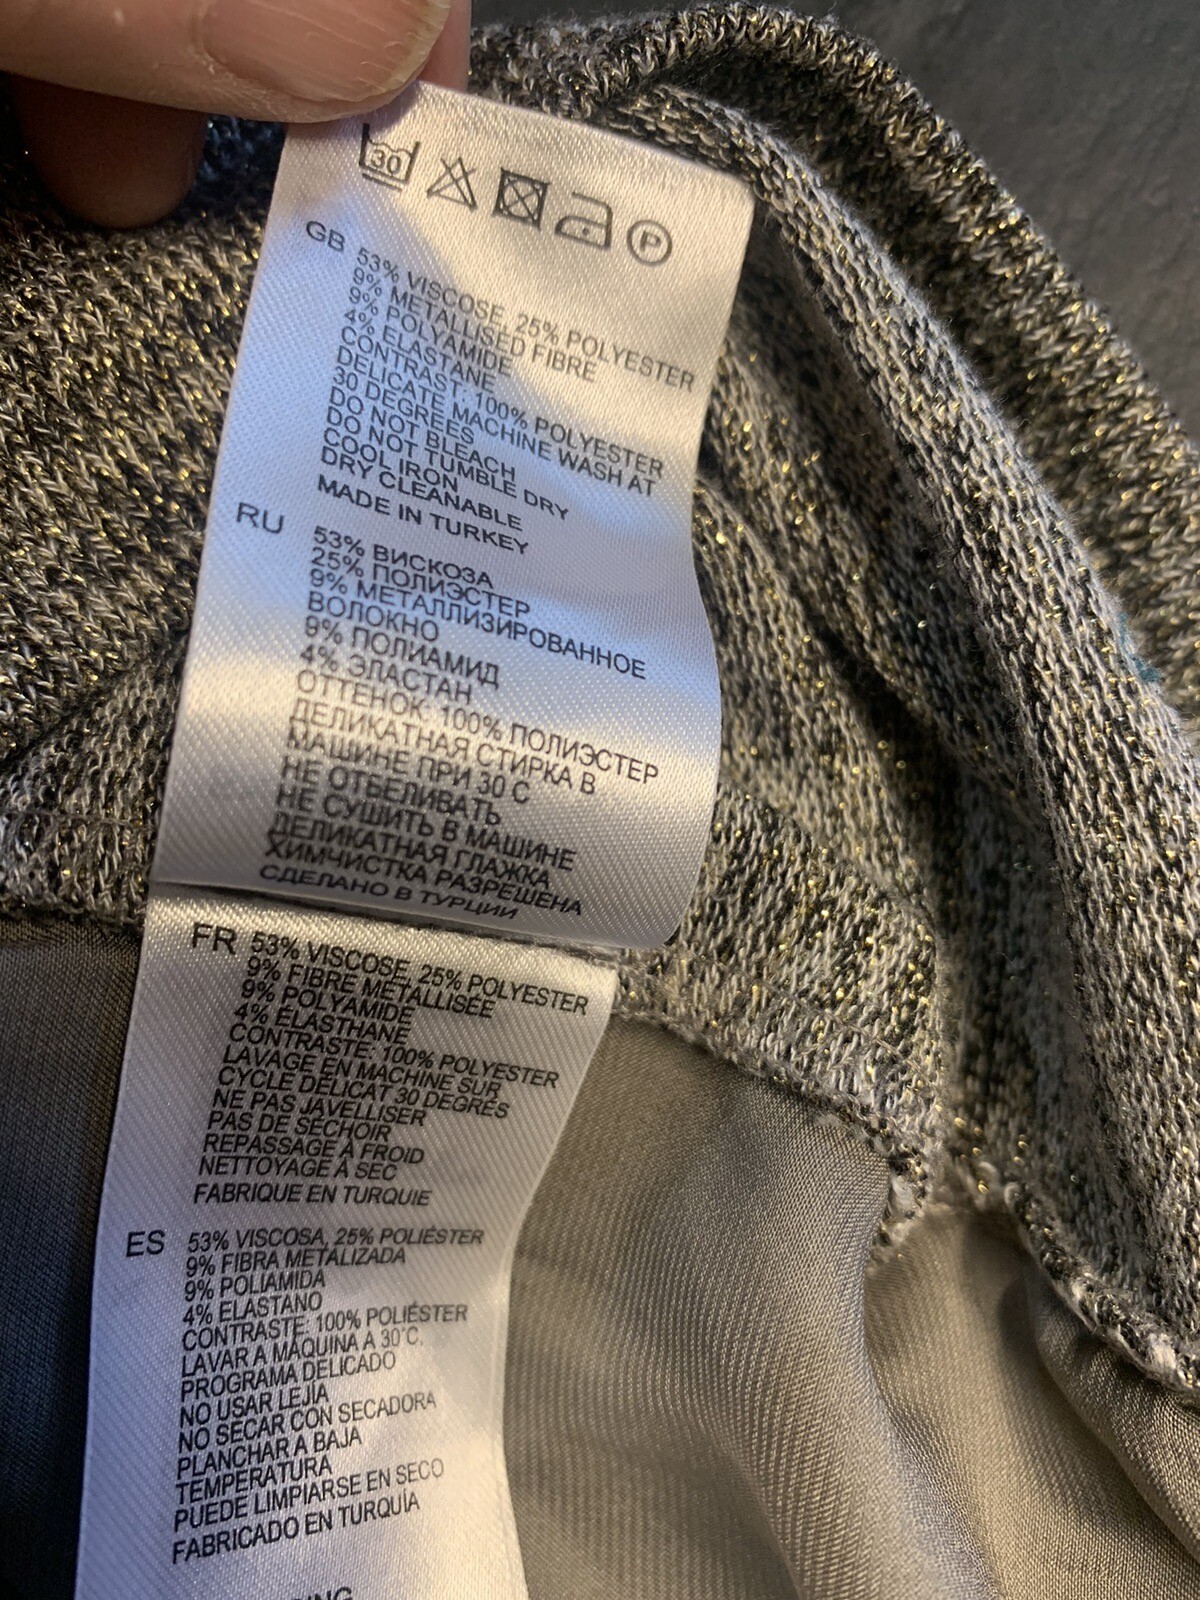 30
P
GB 53% VISCOSE, 25% POLYESTER
9% METALLISED FIBRE
9% POLYAMIDE
4% ELASTANE
CONTRAST: 100% POLYESTER
DELICATE MACHINE WASH AT
30 DEGREES
DO NOT BLEACH
DO NOT TUMBLE DRY
COOL IRON
DRY CLEANABLE
MADE IN TURKEY
RU 53% ВИСКОЗА
25% ПОЛИЭСТЕР
9% МЕТАЛЛИЗИРОВАННОЕ
ВОЛОКНО
9% ПОЛИАМИД
4% ЭЛАСТАН
ОТТЕНОК: 100% ПОЛИЭСТЕР
ДЕЛИКАТНАЯ СТИРКА В
МАШИНЕ ПРИ 30 С
НЕ ОТБЕЛИВАТЬ
НЕ СУШИТЬ В МАШИНЕ
ДЕЛИКАТНАЯ ГЛАЖКА
ХИМЧИСТКА РАЗРЕШЕНА
СДЕЛАНО В ТУРЦИИ
FR 53% VISCOSE, 25% POLYESTER
9% FIBRE METALLISÉE
9% POLYAMIDE
4% ÉLASTHANE
CONTRASTE: 100% POLYESTER
LAVAGE EN MACHINE SUR
CYCLE DÉLICAT 30 DEGRÉS
NE PAS JAVELLISER
PAS DE SÉCHOIR
REPASSAGE À FROID
NETTOYAGE À SEC
FABRIQUE EN TURQUIE
ES 53% VISCOSA, 25% POLIÉSTER
9% FIBRA METALIZADA
9% POLIAMIDA
4% ELASTANO
CONTRASTE: 100% POLIÉSTER
LAVAR A MÁQUINA A 30°C.
PROGRAMA DELICADO
NO USAR LEJÍA
NO SECAR CON SECADORA
PLANCHAR A BAJA
TEMPERATURA
PUEDE LIMPIARSE EN SECO
FABRICADO EN TURQUÍA